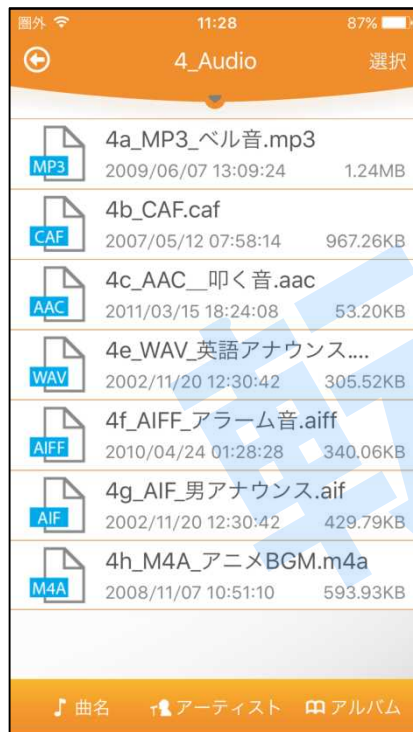 圏外 11:28 87%
4_Audio 選択
4a_MP3_ベル音.mp3
MP3 2009/06/07 13:09:24 1.24MB
4b_CAF.caf
CAF 2007/05/12 07:58:14 967.26KB
4c_AAC__叩く音.aac
AAC 2011/03/15 18:24:08 53.20KB
4e_WAV_英語アナウンス....
WAV 2002/11/20 12:30:42 305.52KB
4f_AIFF_アラーム音.aiff
AIFF 2010/04/24 01:28:28 340.06KB
4g_AIF_男アナウンス.aif
AIF 2002/11/20 12:30:42 429.79KB
4h_M4A_アニメBGM.m4a
M4A 2008/11/07 10:51:10 593.93KB
曲名 アーティスト アルバム